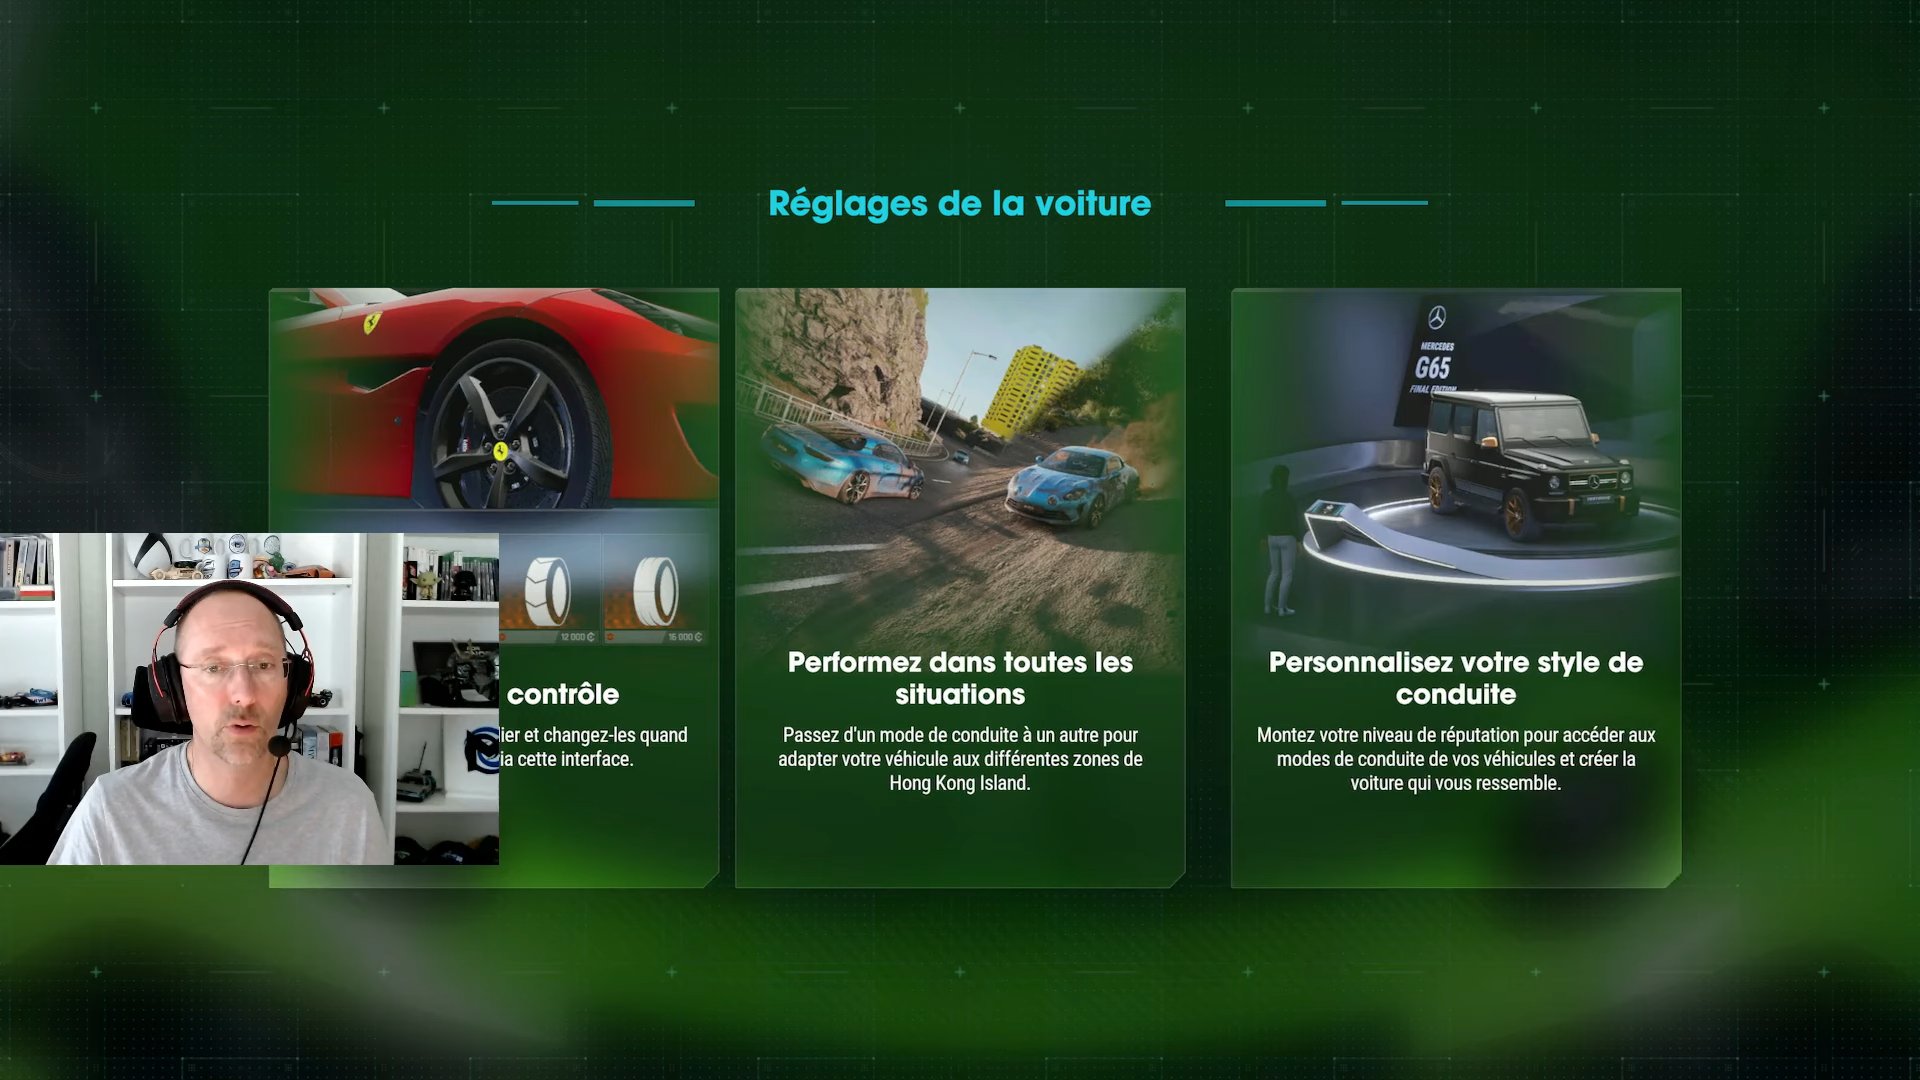 Réglages de la voiture
MERCEDES
G65
FINAL EDITION
12 000
16 000
contrôle
ier et changez-les quand
ia cette interface.
Performez dans toutes les
situations
Passez d'un mode de conduite à un autre pour
adapter votre véhicule aux différentes zones de
Hong Kong Island.
Personnalisez votre style de
conduite
Montez votre niveau de réputation pour accéder aux
modes de conduite de vos véhicules et créer la
voiture qui vous ressemble.